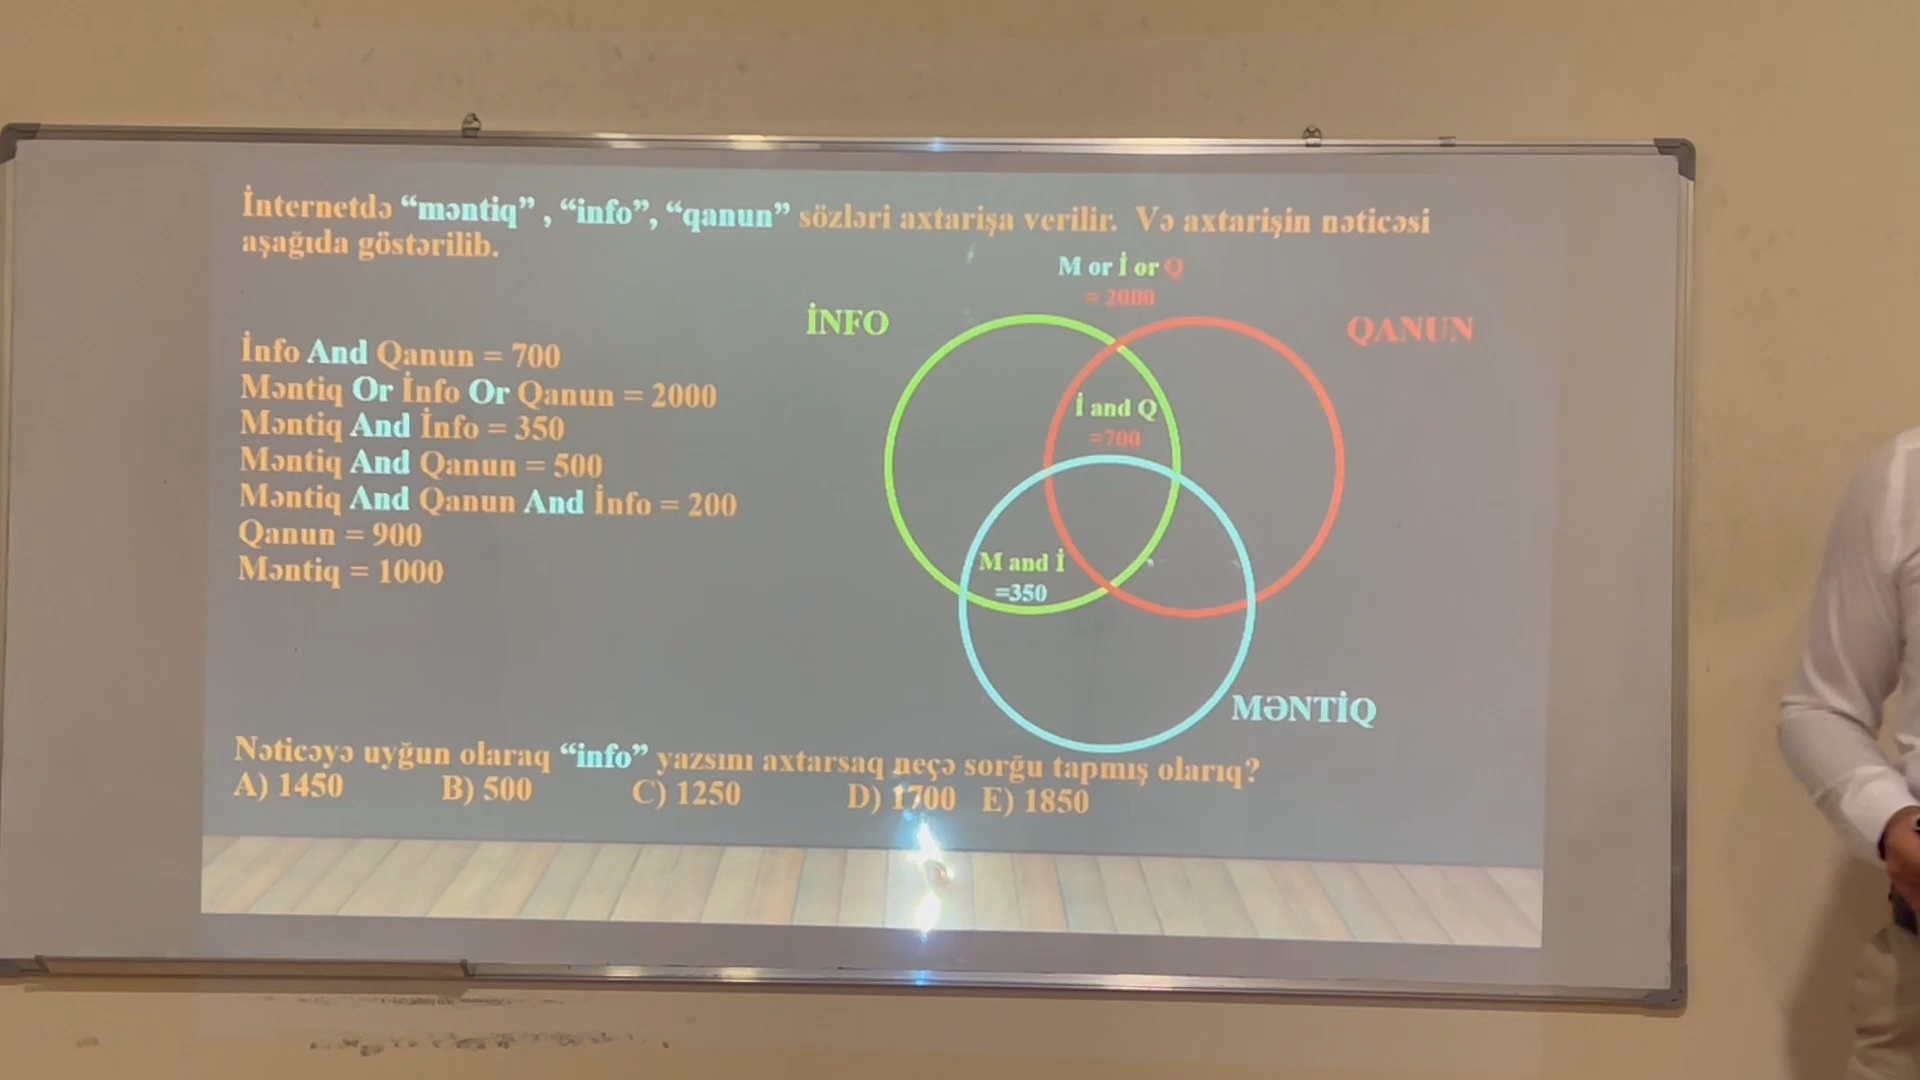 İnternetdə “məntiq” , “info”, “qanun” sözləri axtarişa verilir. Və axtarişin nəticəsi
aşağıda göstərilib.
M or İ or Q
= 2000
İNFO
QANUN
İnfo And Qanun = 700
Məntiq Or İnfo Or Qanun = 2000
Məntiq And İnfo = 350
Məntiq And Qanun = 500
Məntiq And Qanun And İnfo = 200
Qanun = 900
Məntiq = 1000
İ and Q
=700
M and İ
=350
MƏNTİQ
Nəticəyə uyğun olaraq “info” yazsını axtarsaq neçə sorğu tapmış olarıq?
A) 1450 B) 500 C) 1250 D) 1700 E) 1850